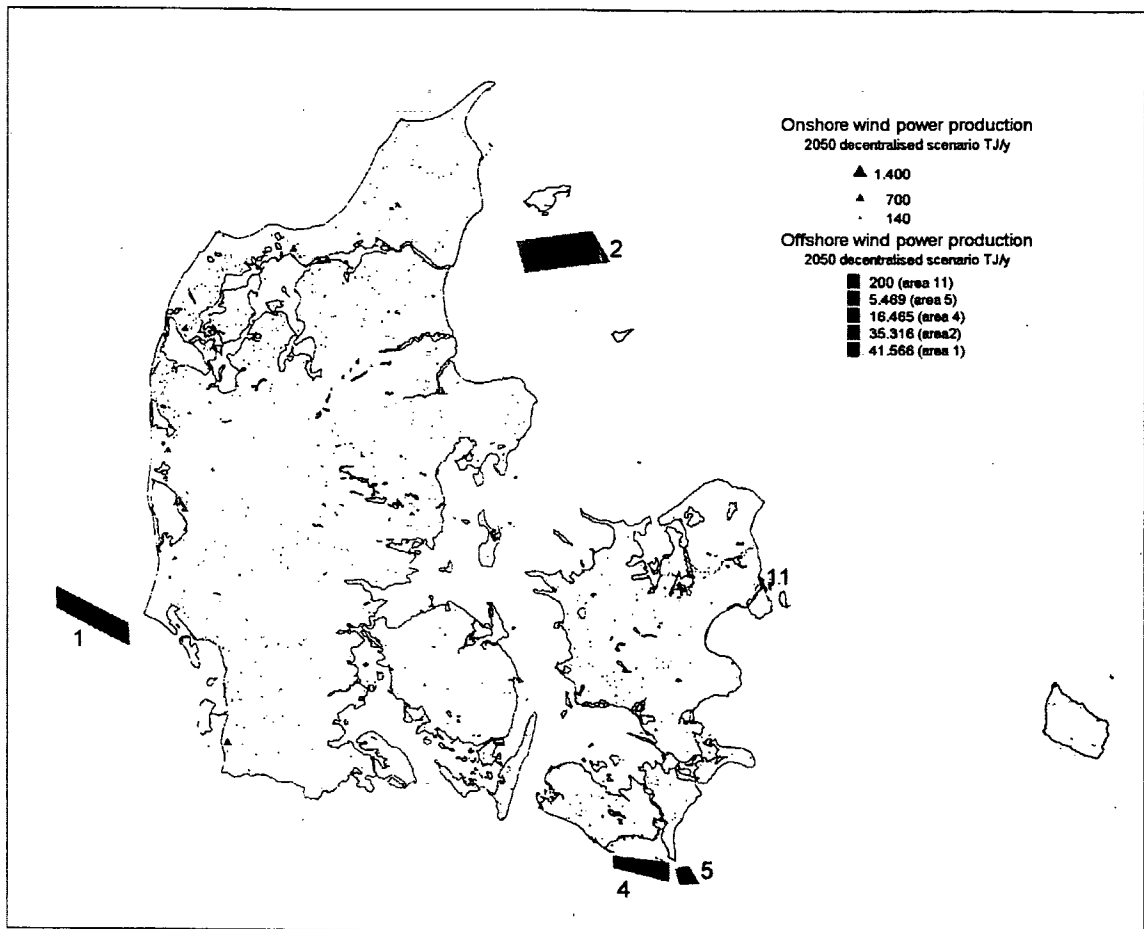 Onshore wind power production
2050 decentralised scenario TJ/y
1.400
700
140
Offshore wind power production
2050 decentralised scenario TJ/y
200 (area 11)
5.469 (area 5)
16.465 (area 4)
35.316 (area2)
41.566 (area 1)
2
11
1
5
4